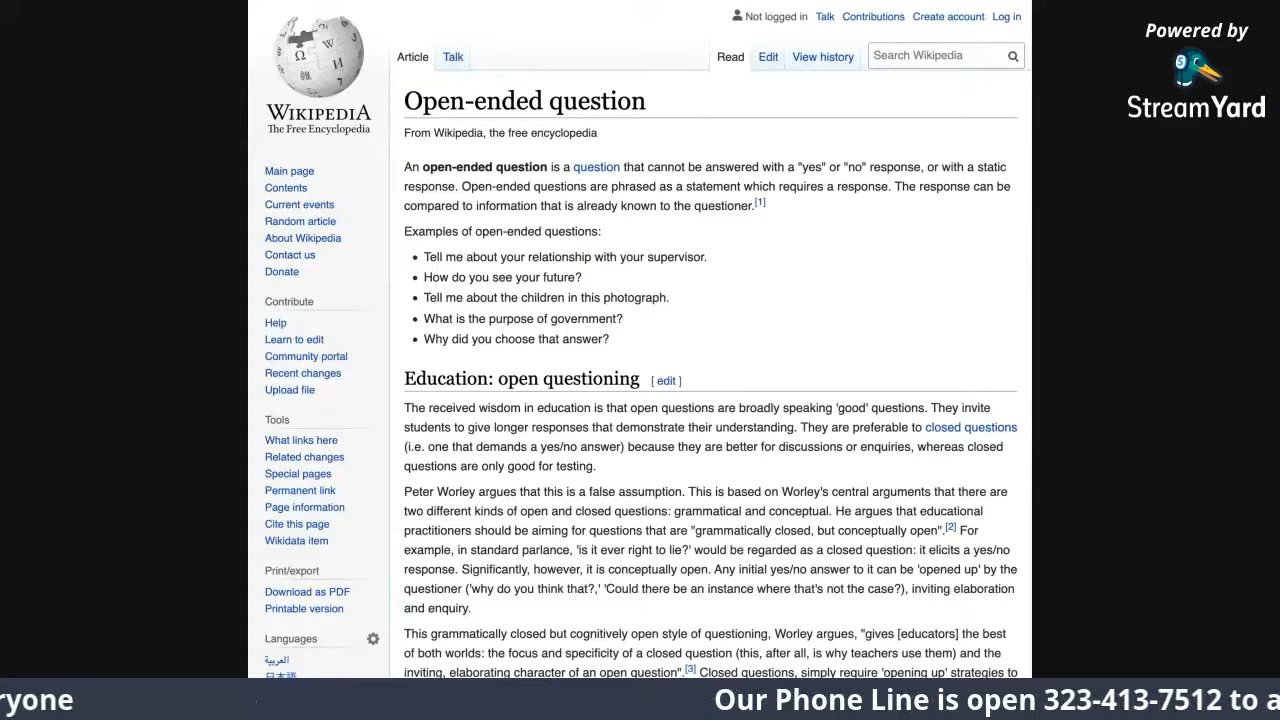 Not logged in Talk Contributions Create account Log in
Powered by
StreamYard
WIKIPEDIA
The Free Encyclopedia
Article Talk Read Edit View history Search Wikipedia
Main page
Contents
Current events
Random article
About Wikipedia
Contact us
Donate
Contribute
Help
Learn to edit
Community portal
Recent changes
Upload file
Tools
What links here
Related changes
Special pages
Permanent link
Page information
Cite this page
Wikidata item
Print/export
Download as PDF
Printable version
Languages
العربية
日本語
Open-ended question
From Wikipedia, the free encyclopedia
An open-ended question is a question that cannot be answered with a "yes" or "no" response, or with a static
response. Open-ended questions are phrased as a statement which requires a response. The response can be
compared to information that is already known to the questioner.[1]
Examples of open-ended questions:
• Tell me about your relationship with your supervisor.
• How do you see your future?
• Tell me about the children in this photograph.
• What is the purpose of government?
• Why did you choose that answer?
Education: open questioning [ edit ]
The received wisdom in education is that open questions are broadly speaking 'good' questions. They invite
students to give longer responses that demonstrate their understanding. They are preferable to closed questions
(i.e. one that demands a yes/no answer) because they are better for discussions or enquiries, whereas closed
questions are only good for testing.
Peter Worley argues that this is a false assumption. This is based on Worley's central arguments that there are
two different kinds of open and closed questions: grammatical and conceptual. He argues that educational
practitioners should be aiming for questions that are "grammatically closed, but conceptually open".[2] For
example, in standard parlance, 'is it ever right to lie?' would be regarded as a closed question: it elicits a yes/no
response. Significantly, however, it is conceptually open. Any initial yes/no answer to it can be 'opened up' by the
questioner ('why do you think that?,' 'Could there be an instance where that's not the case?), inviting elaboration
and enquiry.
This grammatically closed but cognitively open style of questioning, Worley argues, "gives [educators] the best
of both worlds: the focus and specificity of a closed question (this, after all, is why teachers use them) and the
inviting, elaborating character of an open question".[3] Closed questions, simply require 'opening up' strategies to
ryone Our Phone Line is open 323-413-7512 to a